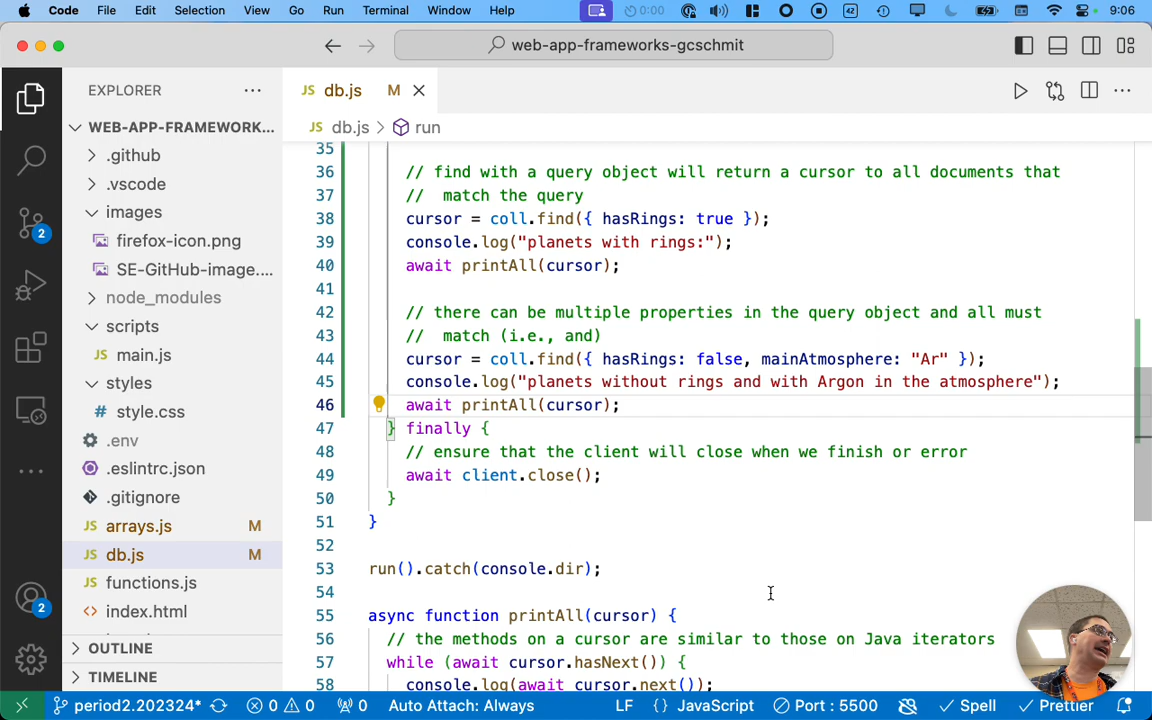 Code File Edit Selection View Go Run Terminal Window Help 0:00 42 9:06
web-app-frameworks-gcschmit
EXPLORER
JS db.js M
WEB-APP-FRAMEWORK...
JS db.js > run
.github
.vscode
images
firefox-icon.png
SE-GitHub-image....
node_modules
scripts
JS main.js
styles
# style.css
.env
.eslintrc.json
.gitignore
JS arrays.js M
JS db.js M
JS functions.js
<> index.html
OUTLINE
TIMELINE
2
2
35
36 // find with a query object will return a cursor to all documents that
37 //  match the query
38 cursor = coll.find({ hasRings: true });
39 console.log("planets with rings:");
40 await printAll(cursor);
41
42 // there can be multiple properties in the query object and all must
43 //  match (i.e., and)
44 cursor = coll.find({ hasRings: false, mainAtmosphere: "Ar" });
45 console.log("planets without rings and with Argon in the atmosphere");
46 await printAll(cursor);
47 } finally {
48 // ensure that the client will close when we finish or error
49 await client.close();
50 }
51 }
52
53 run().catch(console.dir);
54
55 async function printAll(cursor) {
56 // the methods on a cursor are similar to those on Java iterators
57 while (await cursor.hasNext()) {
58 console.log(await cursor.next());
period2.202324* 0 0 0 Auto Attach: Always LF {} JavaScript Port : 5500 Spell Prettier